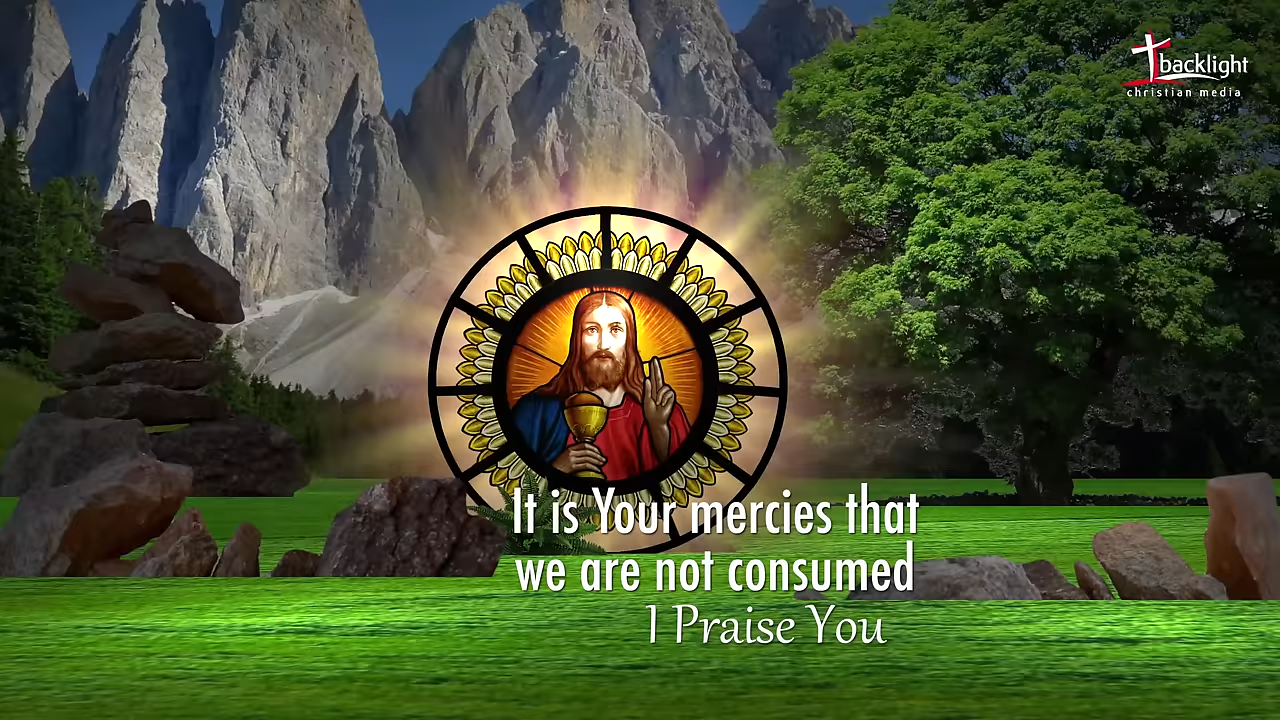 backlight
christian media
It is Your mercies that
we are not consumed
I Praise You